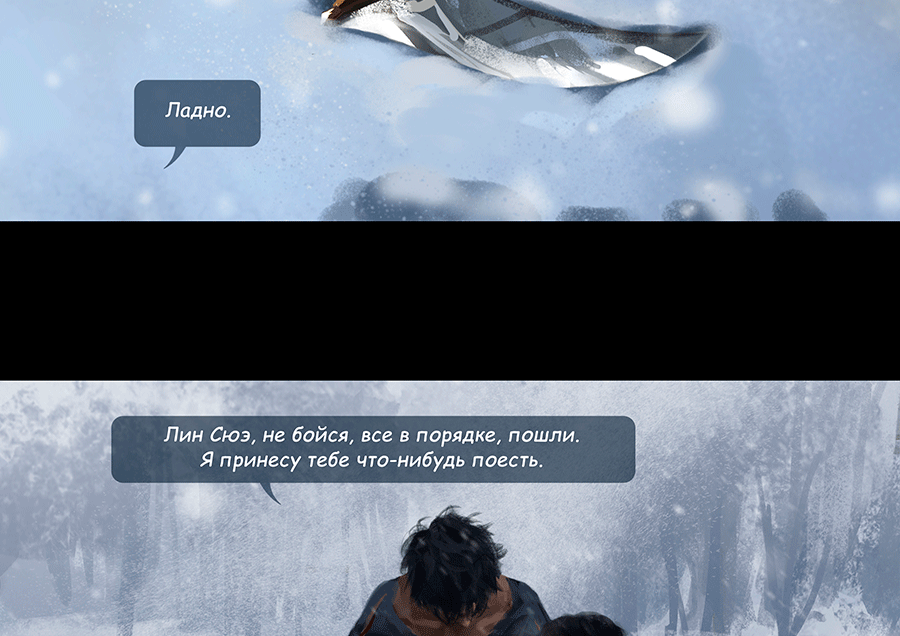 Ладно.
Лин Сюэ, не бойся, все в порядке, пошли.
Я принесу тебе что-нибудь поесть.